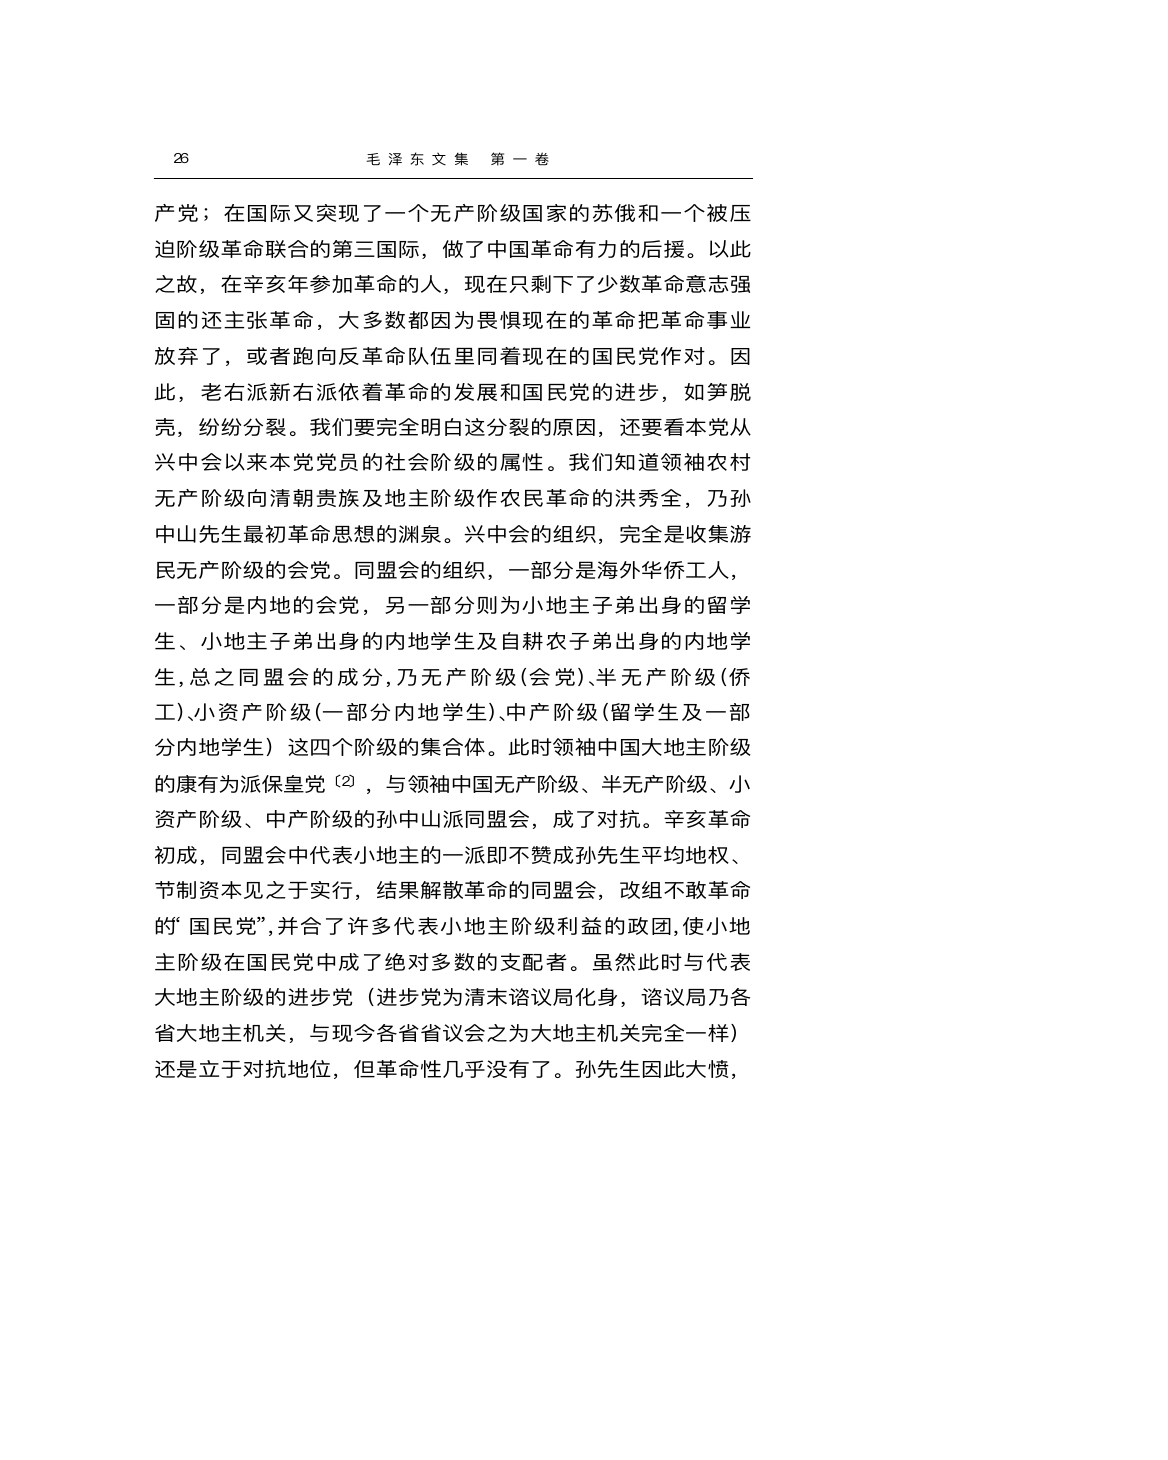 26 毛泽东文集 第一卷
产党；在国际又突现了一个无产阶级国家的苏俄和一个被压
迫阶级革命联合的第三国际，做了中国革命有力的后援。以此
之故，在辛亥年参加革命的人，现在只剩下了少数革命意志强
固的还主张革命，大多数都因为畏惧现在的革命把革命事业
放弃了，或者跑向反革命队伍里同着现在的国民党作对。因
此，老右派新右派依着革命的发展和国民党的进步，如笋脱
壳，纷纷分裂。我们要完全明白这分裂的原因，还要看本党从
兴中会以来本党党员的社会阶级的属性。我们知道领袖农村
无产阶级向清朝贵族及地主阶级作农民革命的洪秀全，乃孙
中山先生最初革命思想的渊泉。兴中会的组织，完全是收集游
民无产阶级的会党。同盟会的组织，一部分是海外华侨工人，
一部分是内地的会党，另一部分则为小地主子弟出身的留学
生、小地主子弟出身的内地学生及自耕农子弟出身的内地学
生,总之同盟会的成分,乃无产阶级(会党)、半无产阶级(侨
工)、小资产阶级(一部分内地学生)、中产阶级(留学生及一部
分内地学生）这四个阶级的集合体。此时领袖中国大地主阶级
的康有为派保皇党〔2〕，与领袖中国无产阶级、半无产阶级、小
资产阶级、中产阶级的孙中山派同盟会，成了对抗。辛亥革命
初成，同盟会中代表小地主的一派即不赞成孙先生平均地权、
节制资本见之于实行，结果解散革命的同盟会，改组不敢革命
的“国民党”,并合了许多代表小地主阶级利益的政团,使小地
主阶级在国民党中成了绝对多数的支配者。虽然此时与代表
大地主阶级的进步党（进步党为清末谘议局化身，谘议局乃各
省大地主机关，与现今各省省议会之为大地主机关完全一样）
还是立于对抗地位，但革命性几乎没有了。孙先生因此大愤，